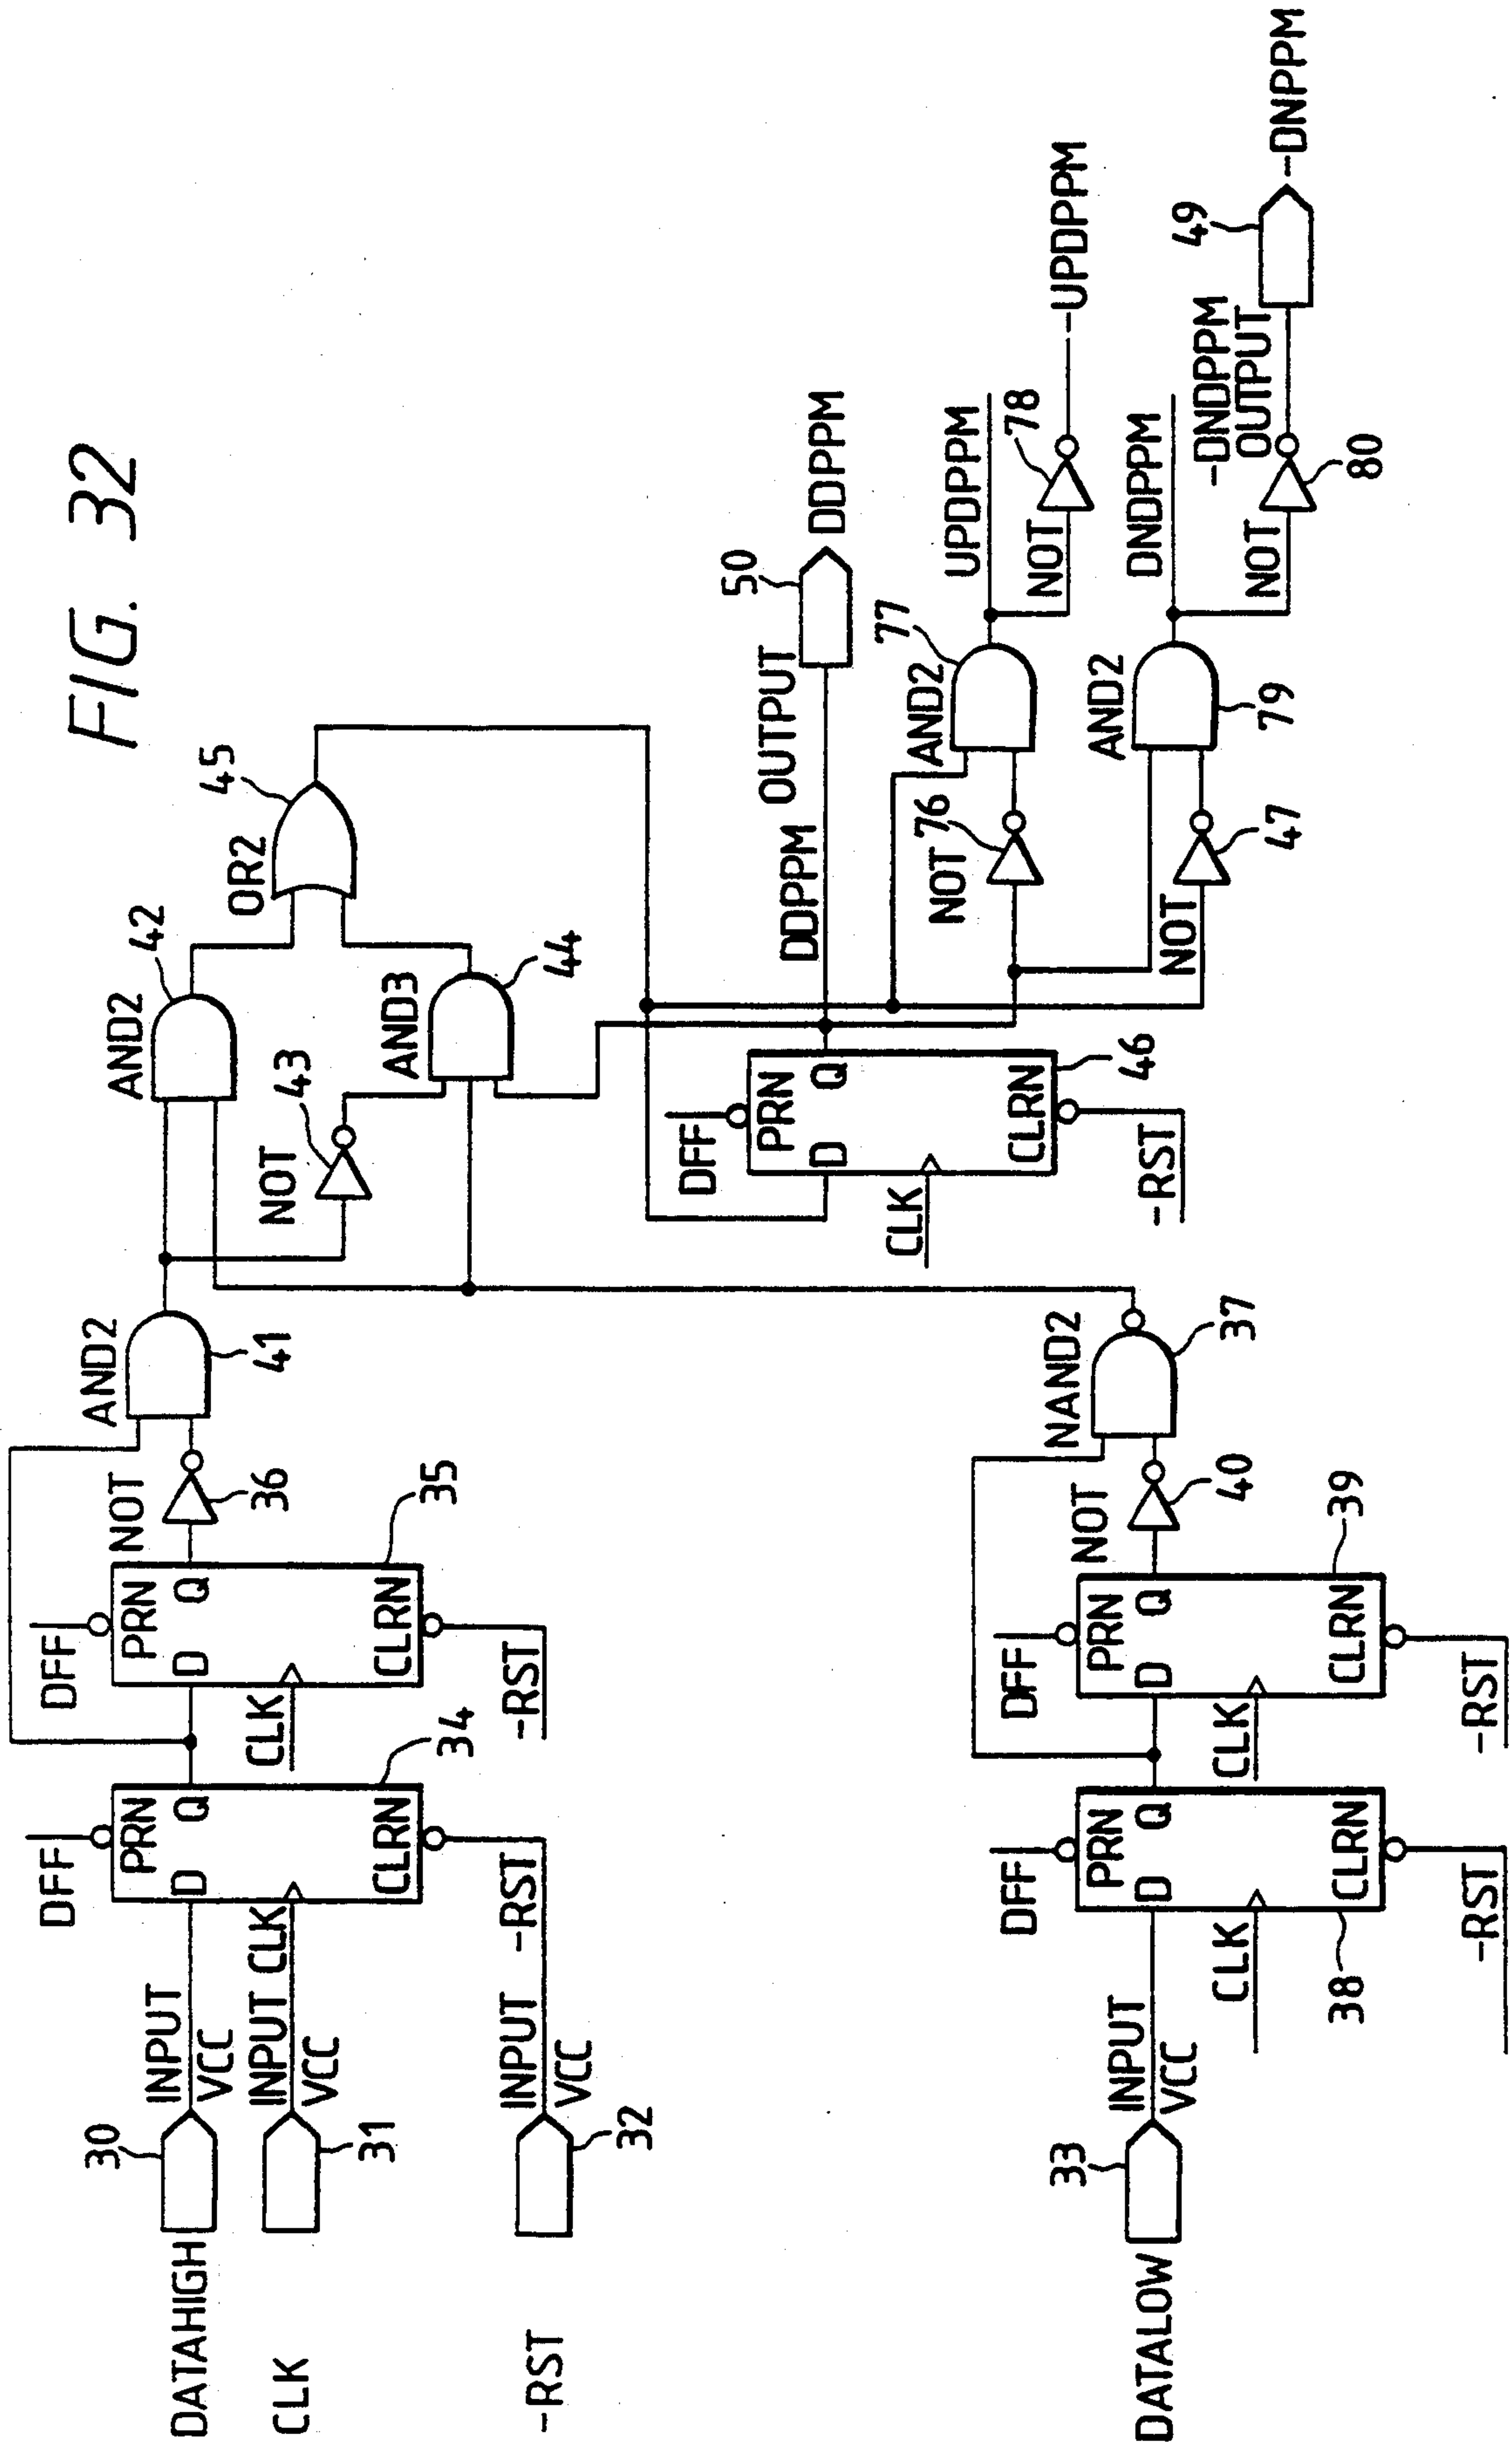 FIG. 32
DATAHIGH
30
INPUT
VCC
CLK
31
INPUT
CLK
VCC
-RST
32
INPUT
-RST
VCC
DFF
PRN
D
Q
CLRN
34
DFF
PRN
D
Q
CLK
CLRN
35
-RST
NOT
36
AND2
41
NOT
43
AND2
42
AND3
44
OR2
45
DATALOW
33
INPUT
VCC
DFF
PRN
D
Q
CLK
CLRN
38
-RST
DFF
PRN
D
Q
CLK
CLRN
39
-RST
NOT
40
NAND2
37
DFF
PRN
D
Q
CLK
CLRN
46
-RST
DDPPM
OUTPUT
50
DDPPM
NOT
76
AND2
77
UPDPPM
NOT
78
-UPDPPM
NOT
47
AND2
79
DNDPPM
NOT
80
-DNDPPM
OUTPUT
49
-DNPPM